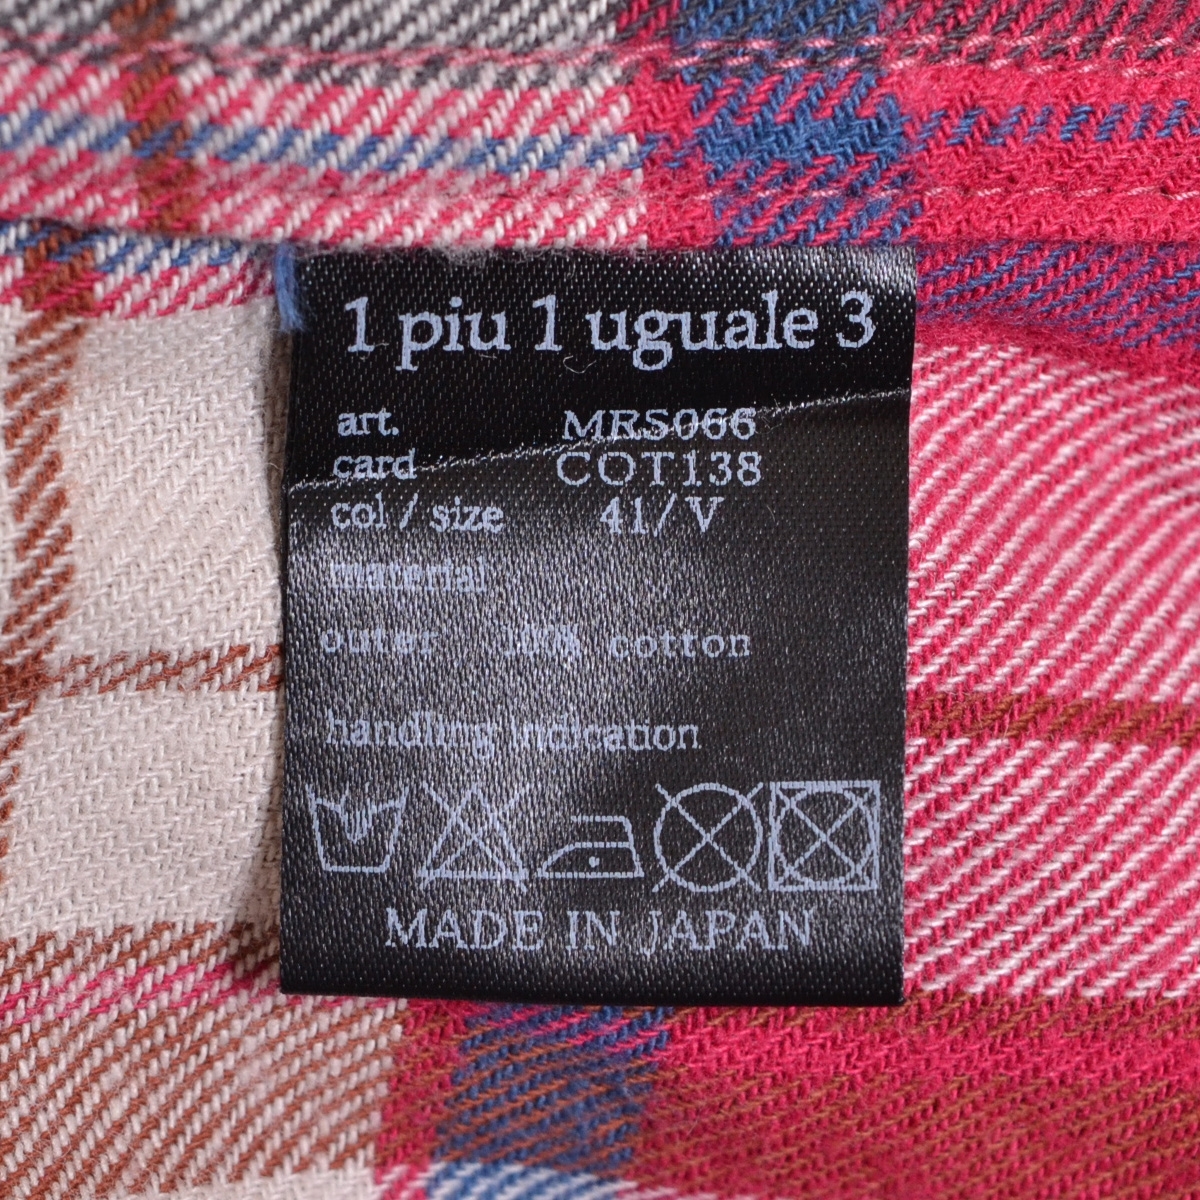 1 piu 1 uguale 3
art. MRS066
card COT138
col / size 41/V
material
outer 100% cotton
handling indication
MADE IN JAPAN